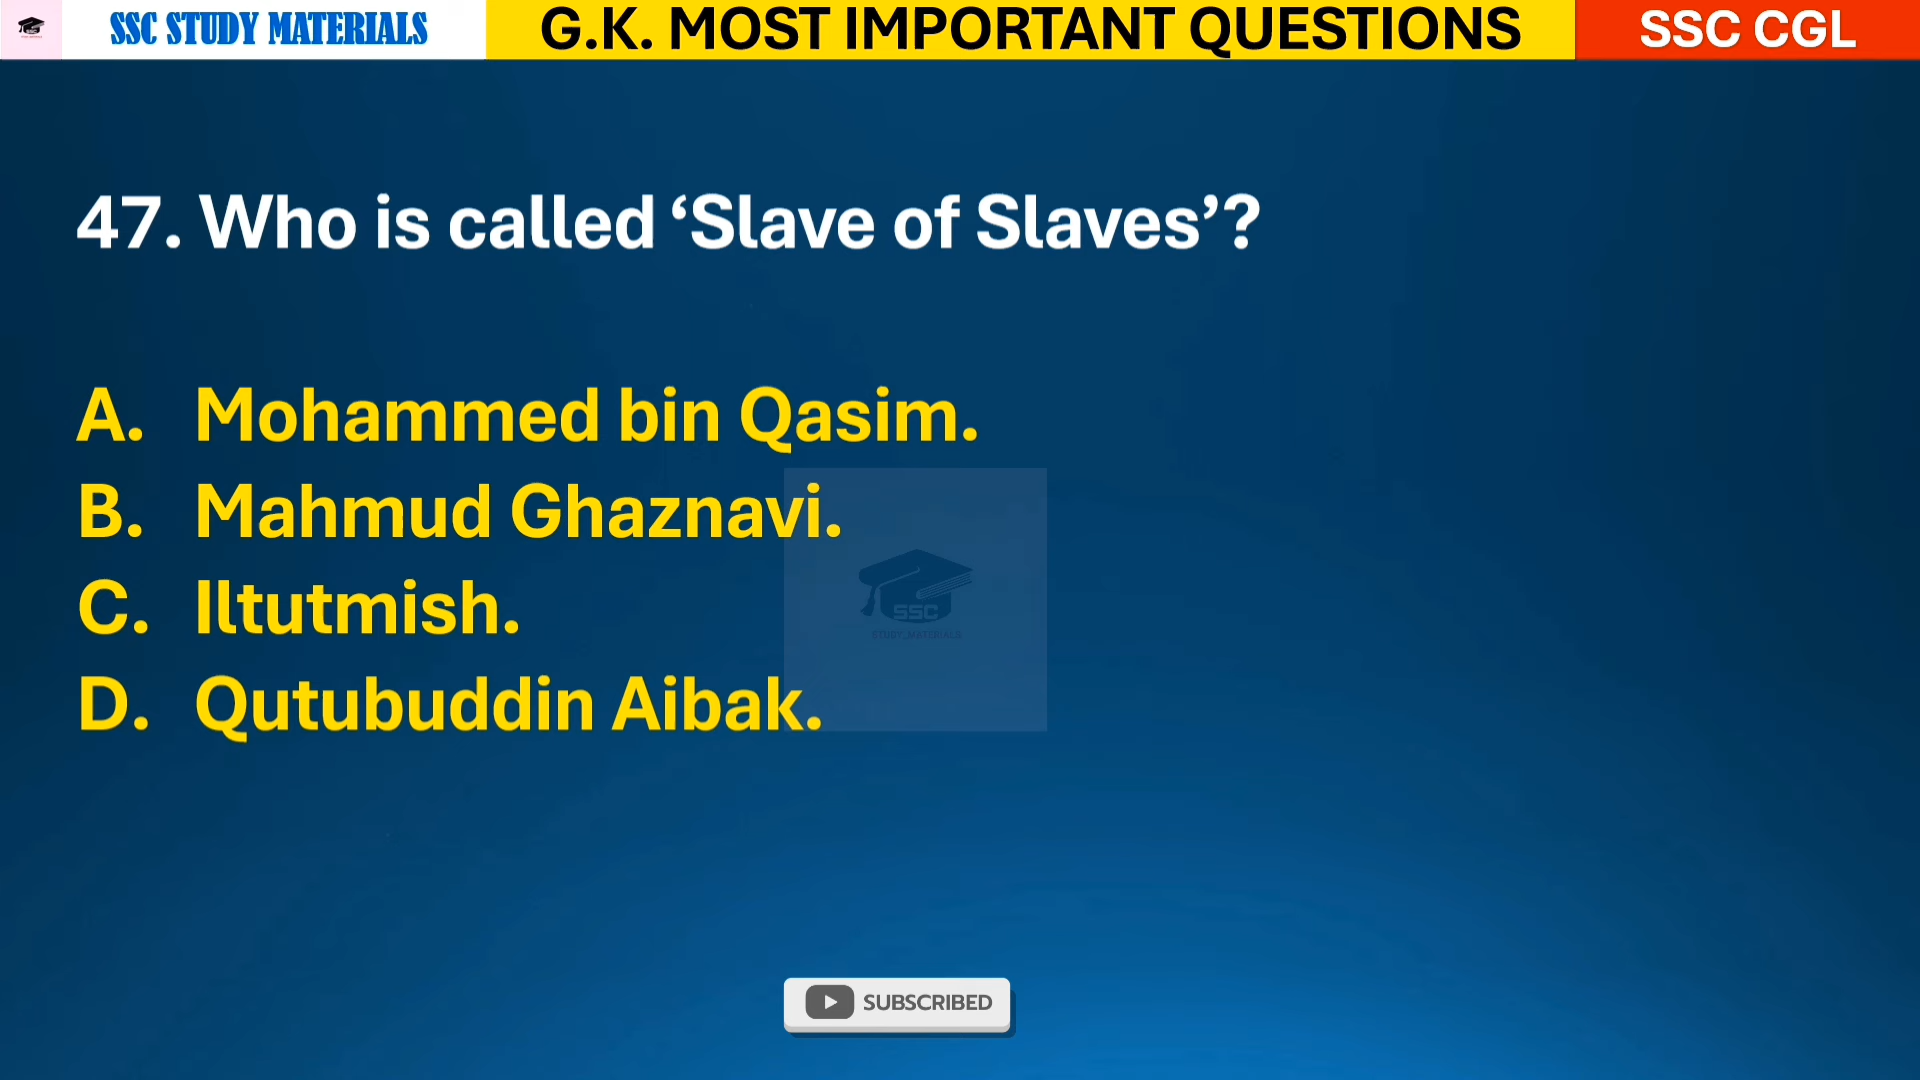 SSC STUDY MATERIALS
G.K. MOST IMPORTANT QUESTIONS
SSC CGL
47. Who is called ‘Slave of Slaves’?
A. Mohammed bin Qasim.
B. Mahmud Ghaznavi.
C. Iltutmish.
D. Qutubuddin Aibak.
SSC
STUDY_MATERIALS
SUBSCRIBED